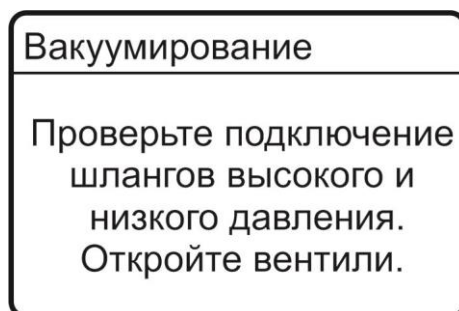 Вакуумирование
Проверьте подключение
шлангов высокого и
низкого давления.
Откройте вентили.